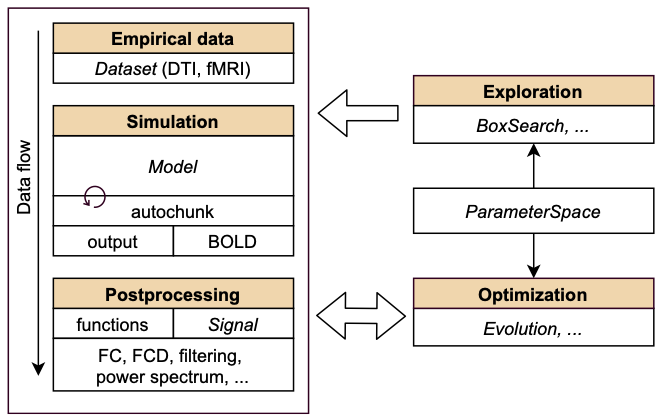 Data flow
Empirical data
Dataset (DTI, fMRI)
Simulation
Model
autochunk
output
BOLD
Postprocessing
functions
Signal
FC, FCD, filtering,
power spectrum, ...
Exploration
BoxSearch, ...
ParameterSpace
Optimization
Evolution, ...